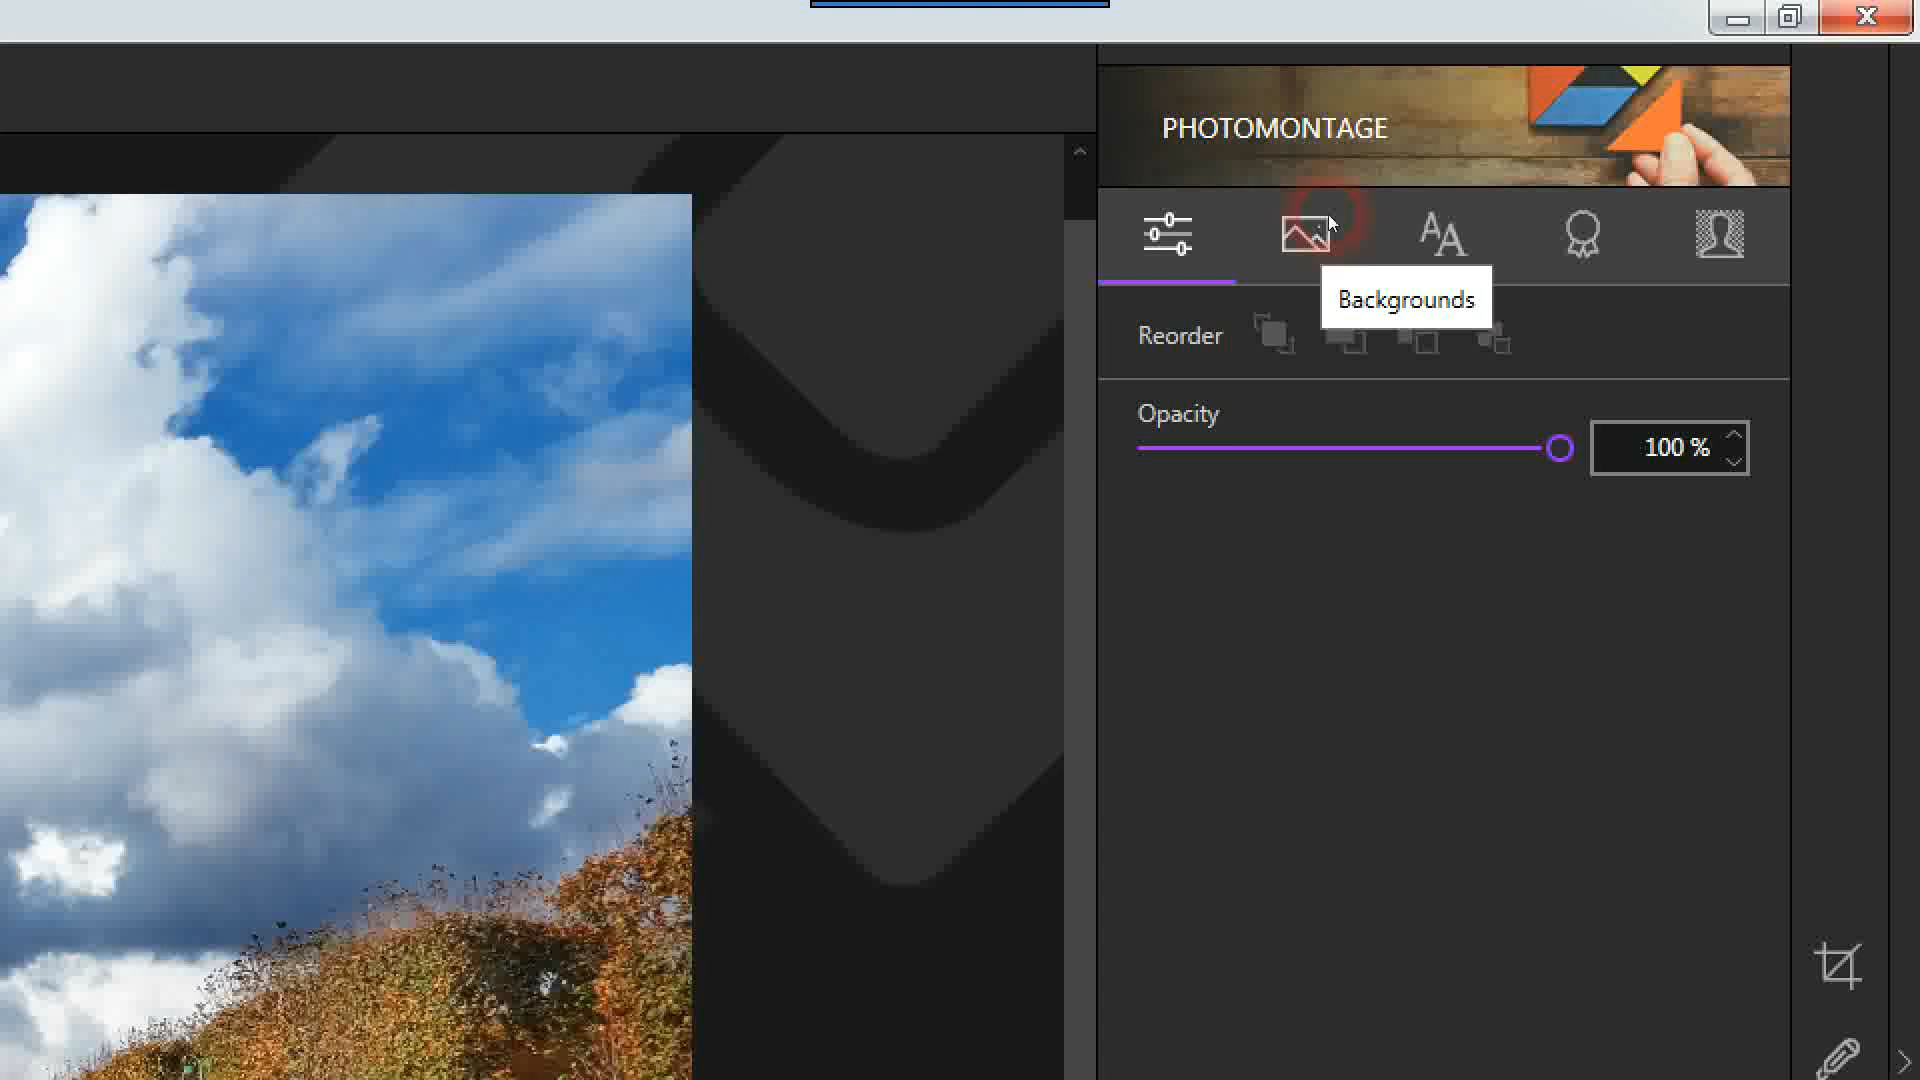 PHOTOMONTAGE
Backgrounds
Reorder
Opacity
100 %